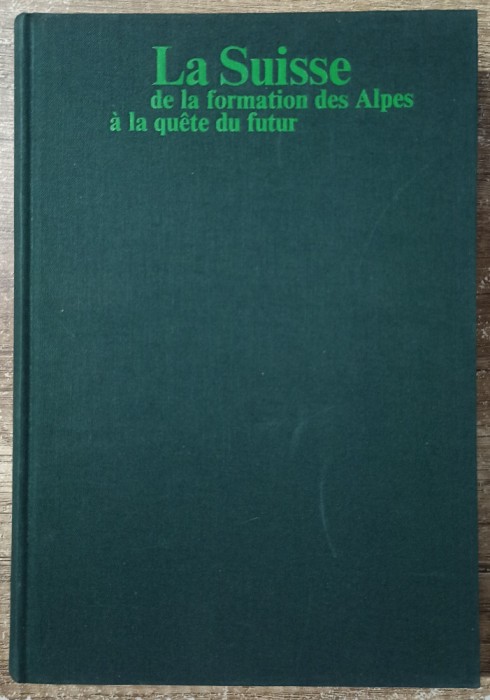 La Suisse
de la formation des Alpes
à la quête du futur